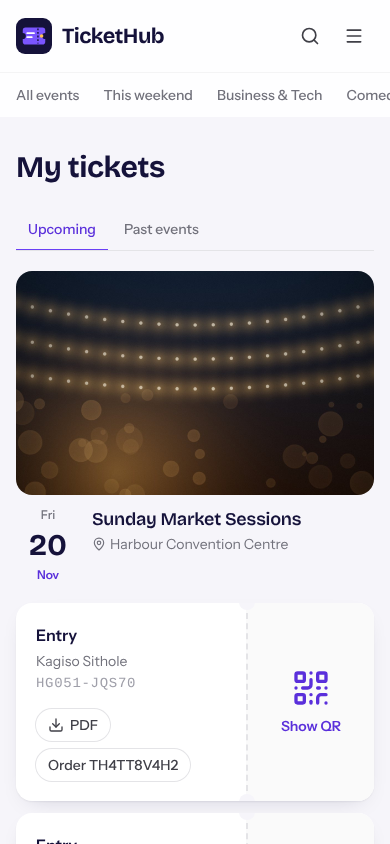 TicketHub
All events This weekend Business & Tech Comed
My tickets
Upcoming Past events
Fri
20
Nov
Sunday Market Sessions
Harbour Convention Centre
Entry
Kagiso Sithole
HG051-JQS70
PDF
Order TH4TT8V4H2
Show QR
Entry